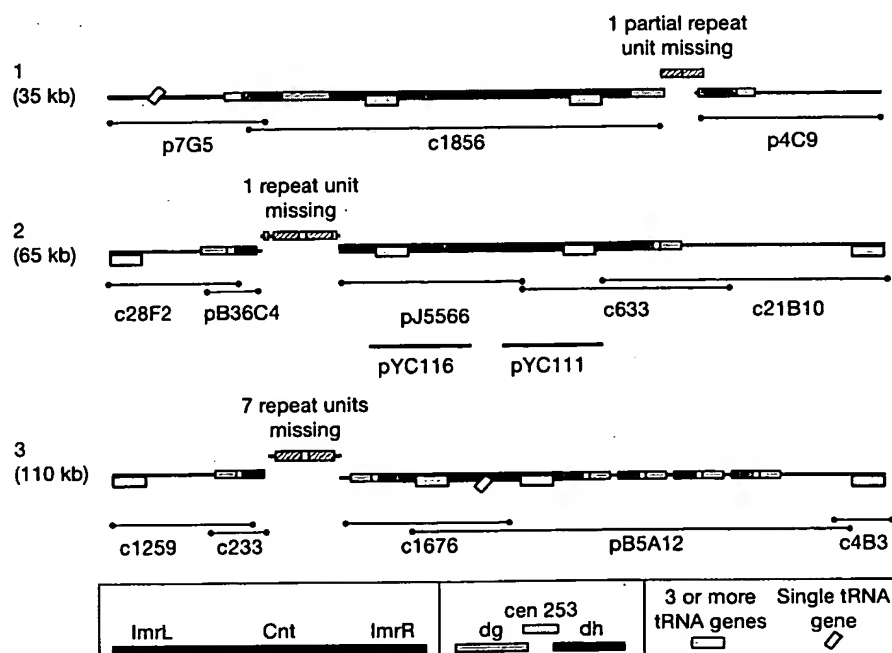 1 partial repeat
unit missing
1
(35 kb)
p7G5
c1856
p4C9
1 repeat unit
missing
2
(65 kb)
c28F2
pB36C4
pJ5566
c633
c21B10
pYC116
pYC111
7 repeat units
missing
3
(110 kb)
c1259
c233
c1676
pB5A12
c4B3
ImrL
Cnt
ImrR
cen 253
dg
dh
3 or more
tRNA genes
Single tRNA
gene